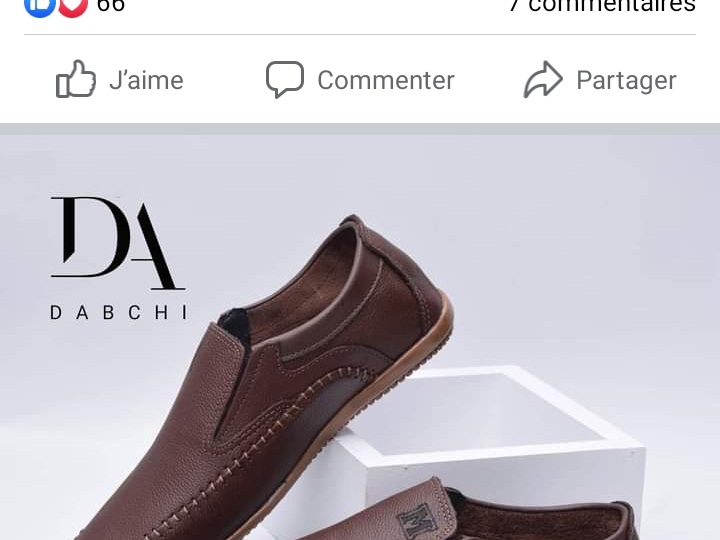 66
7 commentaires
J’aime
Commenter
Partager
DA
DABCHI
M